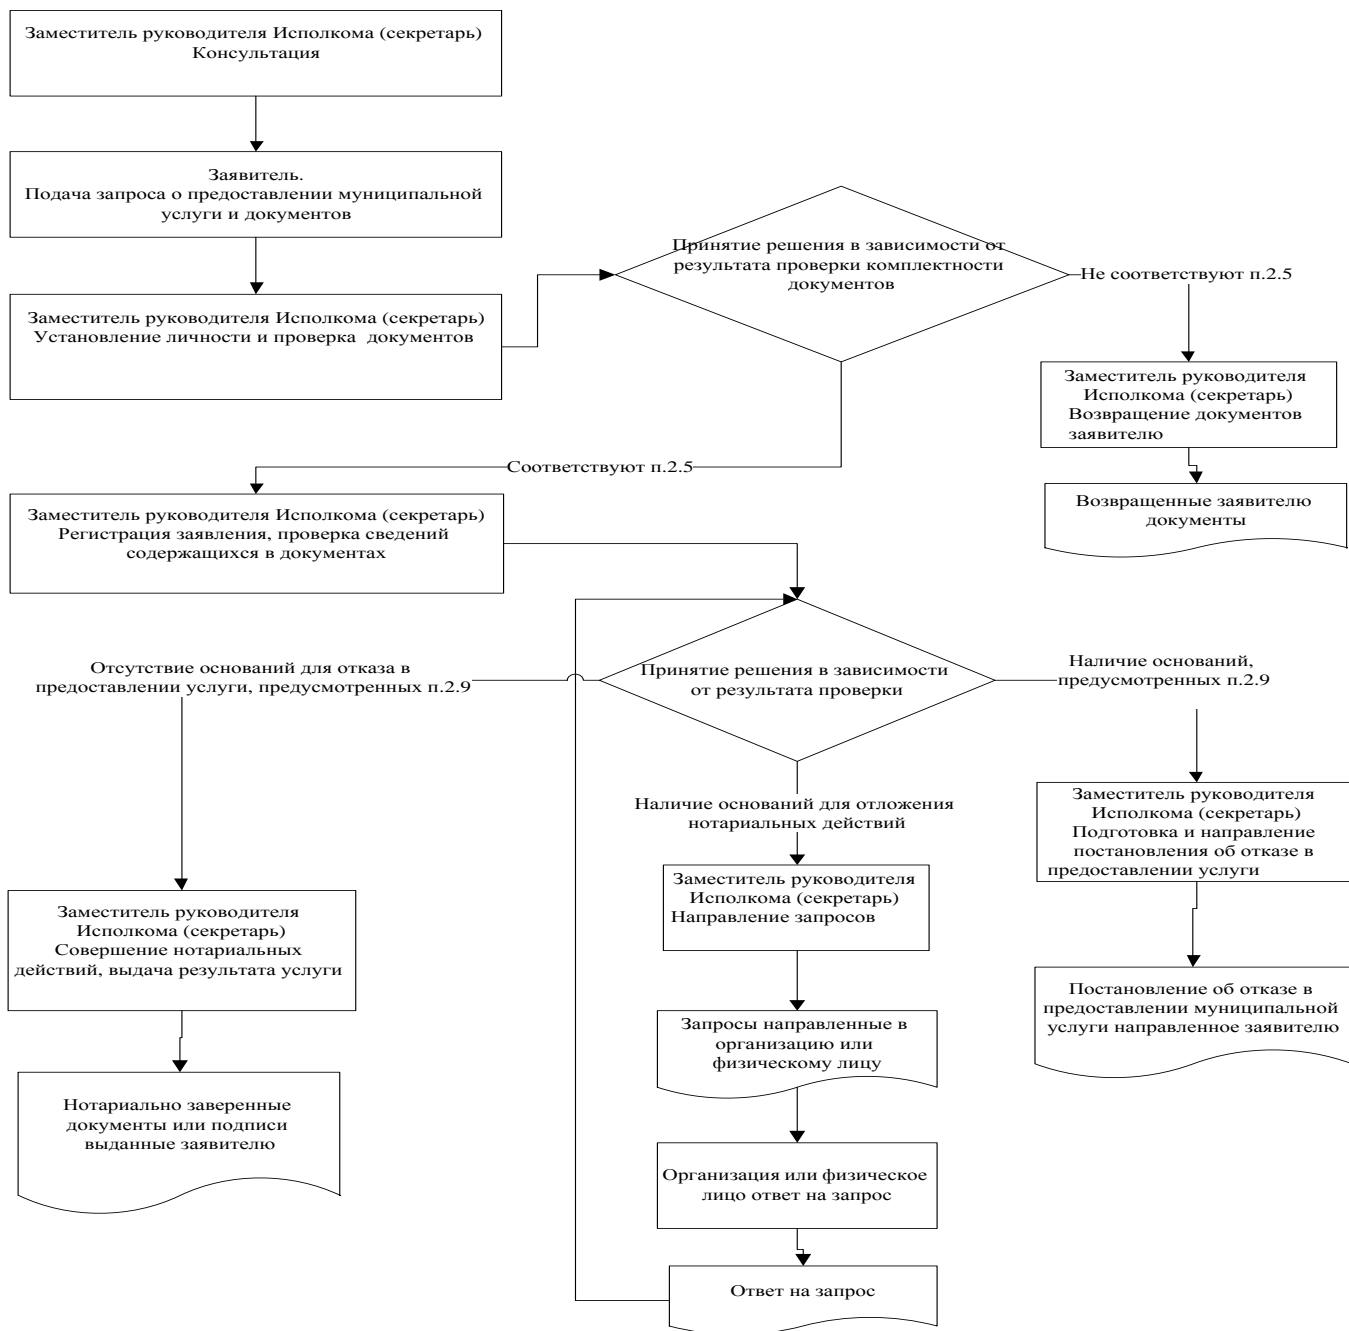 Заместитель руководителя Исполкома (секретарь)
Консультация
Заявитель.
Подача запроса о предоставлении муниципальной
услуги и документов
Заместитель руководителя Исполкома (секретарь)
Установление личности и проверка документов
Принятие решения в зависимости от
результата проверки комплектности
документов
Не соответствуют п.2.5
Заместитель руководителя
Исполкома (секретарь)
Возвращение документов
заявителю
Возвращенные заявителю
документы
Соответствуют п.2.5
Заместитель руководителя Исполкома (секретарь)
Регистрация заявления, проверка сведений
содержащихся в документах
Принятие решения в зависимости
от результата проверки
Отсутствие оснований для отказа в
предоставлении услуги, предусмотренных п.2.9
Наличие оснований,
предусмотренных п.2.9
Наличие оснований для отложения
нотариальных действий
Заместитель руководителя
Исполкома (секретарь)
Совершение нотариальных
действий, выдача результата услуги
Нотариально заверенные
документы или подписи
выданные заявителю
Заместитель руководителя
Исполкома (секретарь)
Направление запросов
Запросы направленные в
организацию или
физическому лицу
Организация или физическое
лицо ответ на запрос
Ответ на запрос
Заместитель руководителя
Исполкома (секретарь)
Подготовка и направление
постановления об отказе в
предоставлении услуги
Постановление об отказе в
предоставлении муниципальной
услуги направленное заявителю